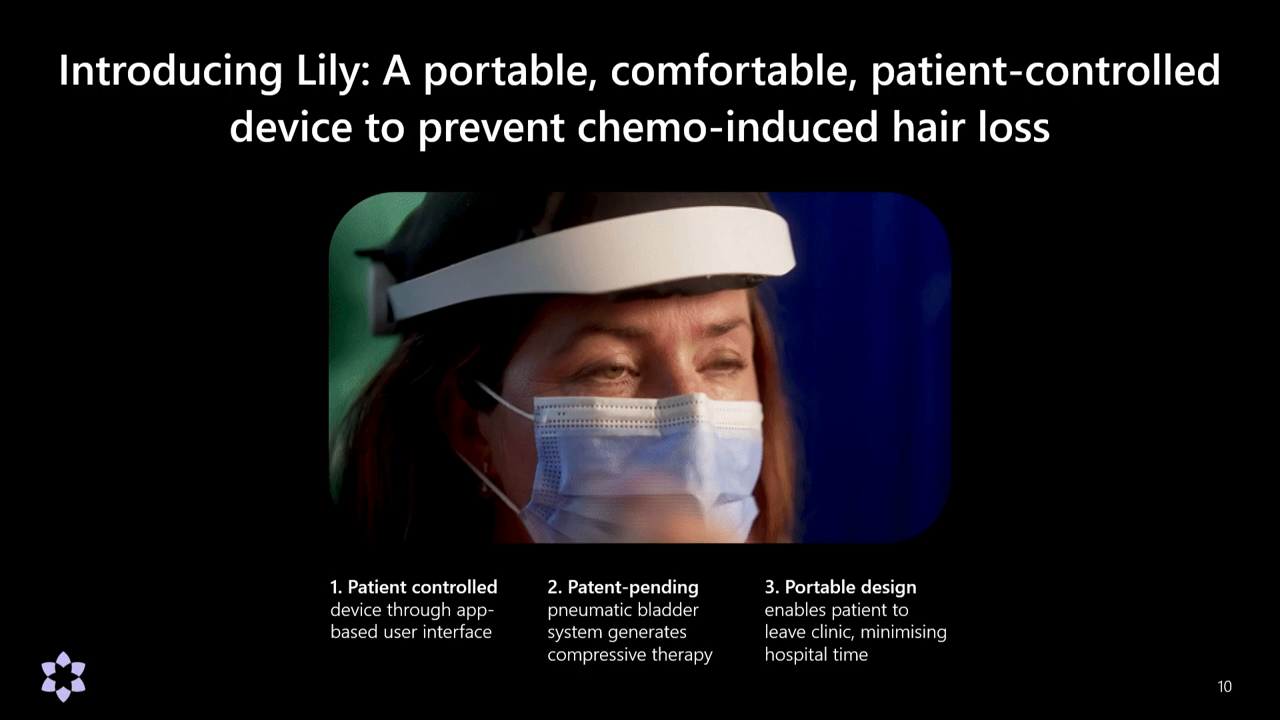 Introducing Lily: A portable, comfortable, patient-controlled
device to prevent chemo-induced hair loss
1. Patient controlled
device through app-
based user interface
2. Patent-pending
pneumatic bladder
system generates
compressive therapy
3. Portable design
enables patient to
leave clinic, minimising
hospital time
10